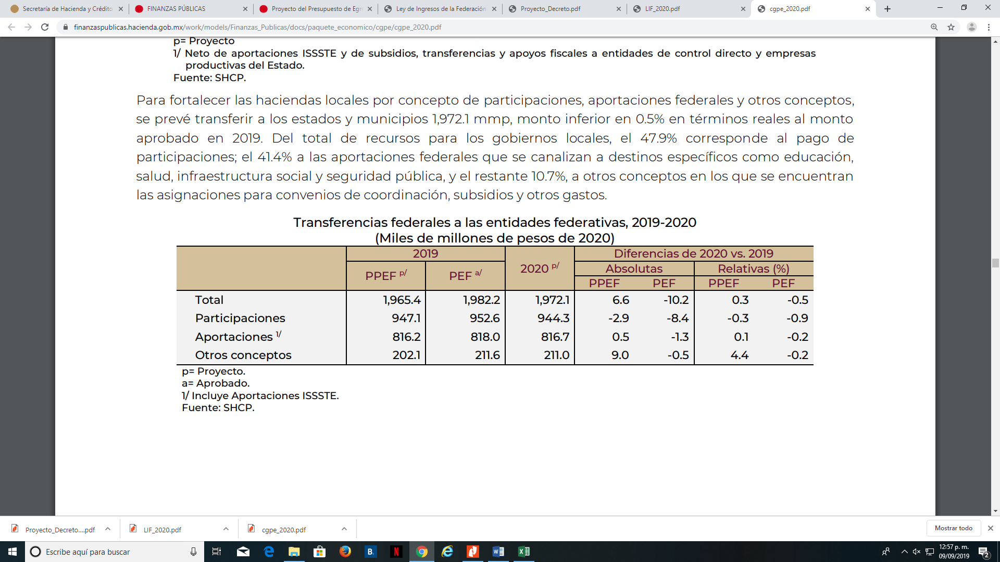 Secretaría de Hacienda y Crédito
FINANZAS PÚBLICAS
Proyecto del Presupuesto de Egr
Ley de Ingresos de la Federación
Proyecto_Decreto.pdf
LIF_2020.pdf
cgpe_2020.pdf
finanzaspublicas.hacienda.gob.mx/work/models/Finanzas_Publicas/docs/paquete_economico/cgpe/cgpe_2020.pdf
p= Proyecto
1/ Neto de aportaciones ISSSTE y de subsidios, transferencias y apoyos fiscales a entidades de control directo y empresas
productivas del Estado.
Fuente: SHCP.
Para fortalecer las haciendas locales por concepto de participaciones, aportaciones federales y otros conceptos,
se prevé transferir a los estados y municipios 1,972.1 mmp, monto inferior en 0.5% en términos reales al monto
aprobado en 2019. Del total de recursos para los gobiernos locales, el 47.9% corresponde al pago de
participaciones; el 41.4% a las aportaciones federales que se canalizan a destinos específicos como educación,
salud, infraestructura social y seguridad pública, y el restante 10.7%, a otros conceptos en los que se encuentran
las asignaciones para convenios de coordinación, subsidios y otros gastos.
Transferencias federales a las entidades federativas, 2019-2020
(Miles de millones de pesos de 2020)
2019 2020 p/ Diferencias de 2020 vs. 2019
PPEF p/ PEF a/ Absolutas Relativas (%)
PPEF PEF PPEF PEF
Total 1,965.4 1,982.2 1,972.1 6.6 -10.2 0.3 -0.5
Participaciones 947.1 952.6 944.3 -2.9 -8.4 -0.3 -0.9
Aportaciones 1/ 816.2 818.0 816.7 0.5 -1.3 0.1 -0.2
Otros conceptos 202.1 211.6 211.0 9.0 -0.5 4.4 -0.2
p= Proyecto.
a= Aprobado.
1/ Incluye Aportaciones ISSSTE.
Fuente: SHCP.
Proyecto_Decreto....pdf
LIF_2020.pdf
cgpe_2020.pdf
Mostrar todo
Escribe aquí para buscar
B.
N
12:57 p. m.
09/09/2019
2